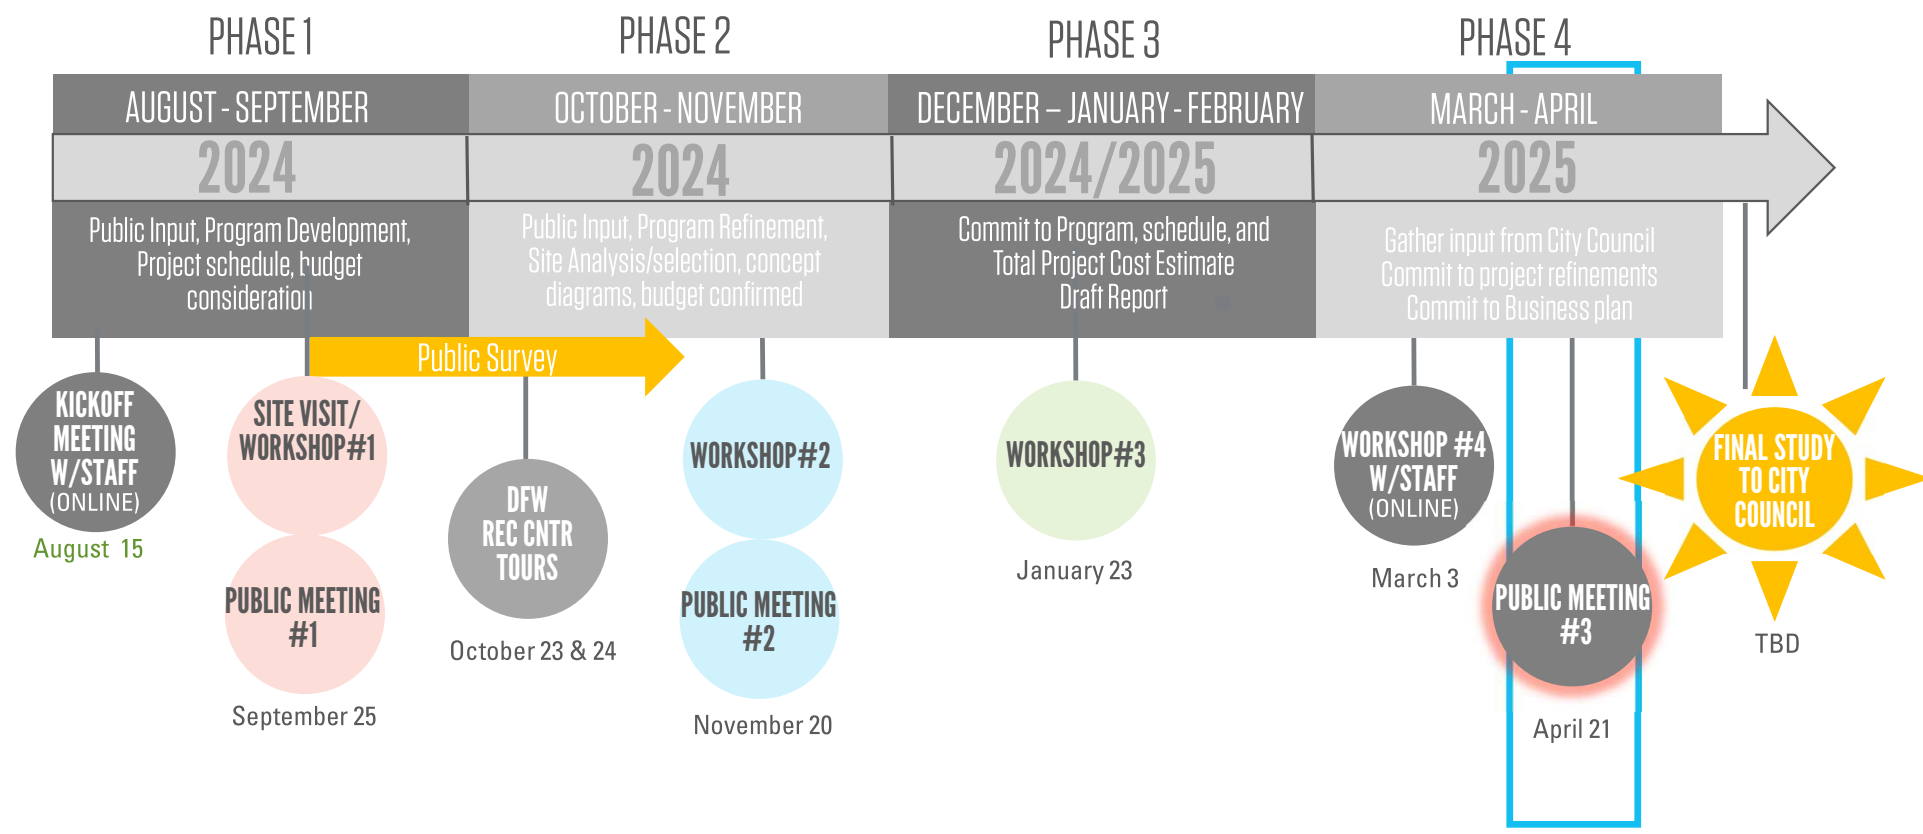 PHASE 1
PHASE 2
PHASE 3
PHASE 4
AUGUST - SEPTEMBER
OCTOBER - NOVEMBER
DECEMBER – JANUARY - FEBRUARY
MARCH - APRIL
2024
2024
2024/2025
2025
Public Input, Program Development,
Project schedule, budget
consideration
Public Input, Program Refinement,
Site Analysis/selection, concept
diagrams, budget confirmed
Commit to Program, schedule, and
Total Project Cost Estimate
Draft Report
Gather input from City Council
Commit to project refinements
Commit to Business plan
Public Survey
KICKOFF
MEETING
W/STAFF
(ONLINE)
August 15
SITE VISIT/
WORKSHOP#1
PUBLIC MEETING
#1
September 25
DFW
REC CNTR
TOURS
October 23 & 24
WORKSHOP#2
PUBLIC MEETING
#2
November 20
WORKSHOP#3
January 23
WORKSHOP #4
W/STAFF
(ONLINE)
March 3
PUBLIC MEETING
#3
April 21
FINAL STUDY
TO CITY
COUNCIL
TBD